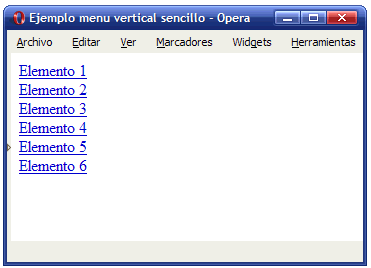 Ejemplo menu vertical sencillo - Opera
Archivo Editar Ver Marcadores Widgets Herramientas
Elemento 1
Elemento 2
Elemento 3
Elemento 4
Elemento 5
Elemento 6